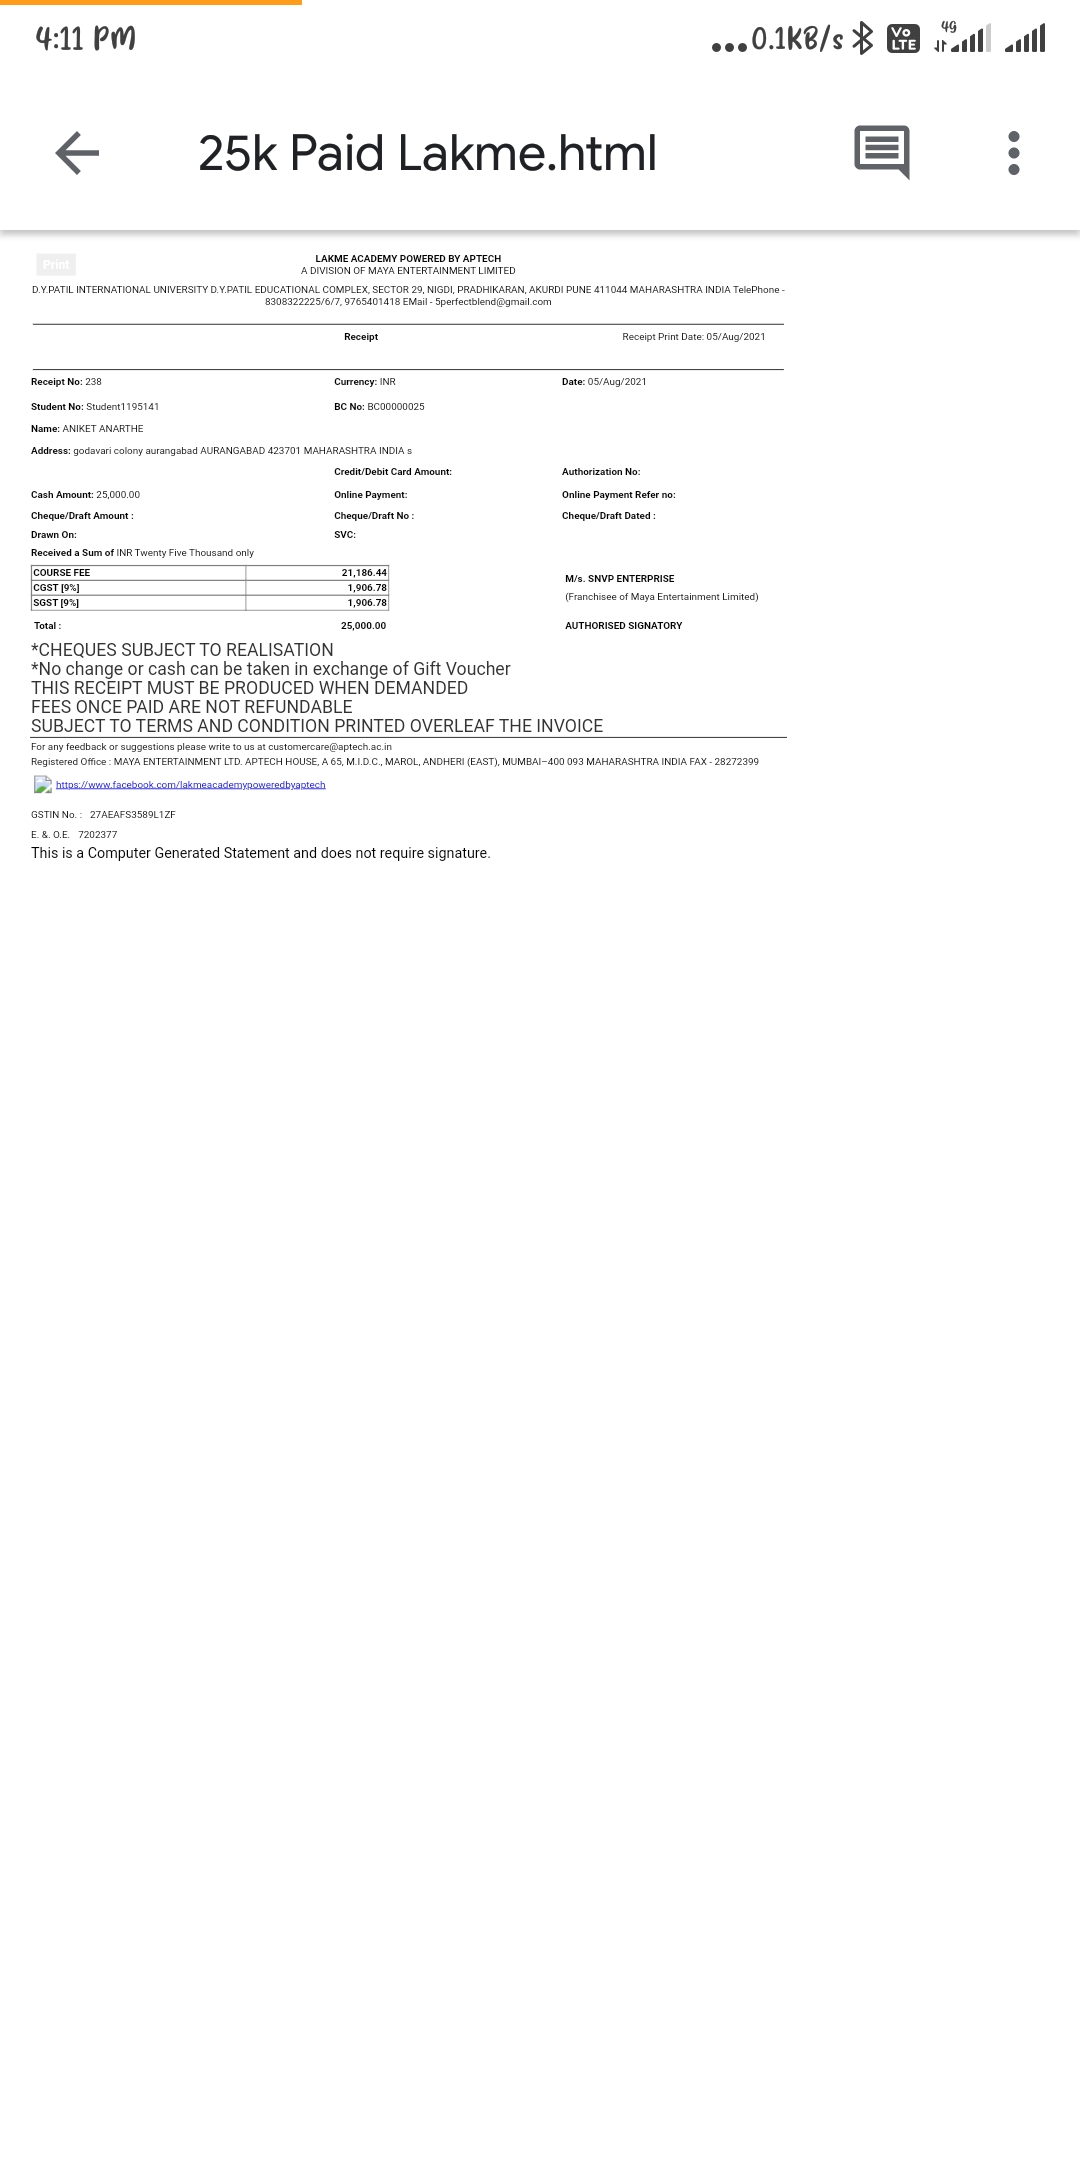 4:11 PM
...0.1KB/s Vo LTE 4G
25k Paid Lakme.html
Print
LAKME ACADEMY POWERED BY APTECH
A DIVISION OF MAYA ENTERTAINMENT LIMITED
D.Y.PATIL INTERNATIONAL UNIVERSITY D.Y.PATIL EDUCATIONAL COMPLEX, SECTOR 29, NIGDI, PRADHIKARAN, AKURDI PUNE 411044 MAHARASHTRA INDIA TelePhone -
8308322225/6/7, 9765401418 EMail - 5perfectblend@gmail.com
Receipt Receipt Print Date: 05/Aug/2021
Receipt No: 238 Currency: INR Date: 05/Aug/2021
Student No: Student1195141 BC No: BC00000025
Name: ANIKET ANARTHE
Address: godavari colony aurangabad AURANGABAD 423701 MAHARASHTRA INDIA s
Credit/Debit Card Amount: Authorization No:
Cash Amount: 25,000.00 Online Payment: Online Payment Refer no:
Cheque/Draft Amount : Cheque/Draft No : Cheque/Draft Dated :
Drawn On: SVC:
Received a Sum of INR Twenty Five Thousand only
COURSE FEE 21,186.44
CGST [9%] 1,906.78
SGST [9%] 1,906.78
Total : 25,000.00
M/s. SNVP ENTERPRISE
(Franchisee of Maya Entertainment Limited)
AUTHORISED SIGNATORY
*CHEQUES SUBJECT TO REALISATION
*No change or cash can be taken in exchange of Gift Voucher
THIS RECEIPT MUST BE PRODUCED WHEN DEMANDED
FEES ONCE PAID ARE NOT REFUNDABLE
SUBJECT TO TERMS AND CONDITION PRINTED OVERLEAF THE INVOICE
For any feedback or suggestions please write to us at customercare@aptech.ac.in
Registered Office : MAYA ENTERTAINMENT LTD. APTECH HOUSE, A 65, M.I.D.C., MAROL, ANDHERI (EAST), MUMBAI–400 093 MAHARASHTRA INDIA FAX - 28272399
https://www.facebook.com/lakmeacademypoweredbyaptech
GSTIN No. : 27AEAFS3589L1ZF
E. &. O.E. 7202377
This is a Computer Generated Statement and does not require signature.